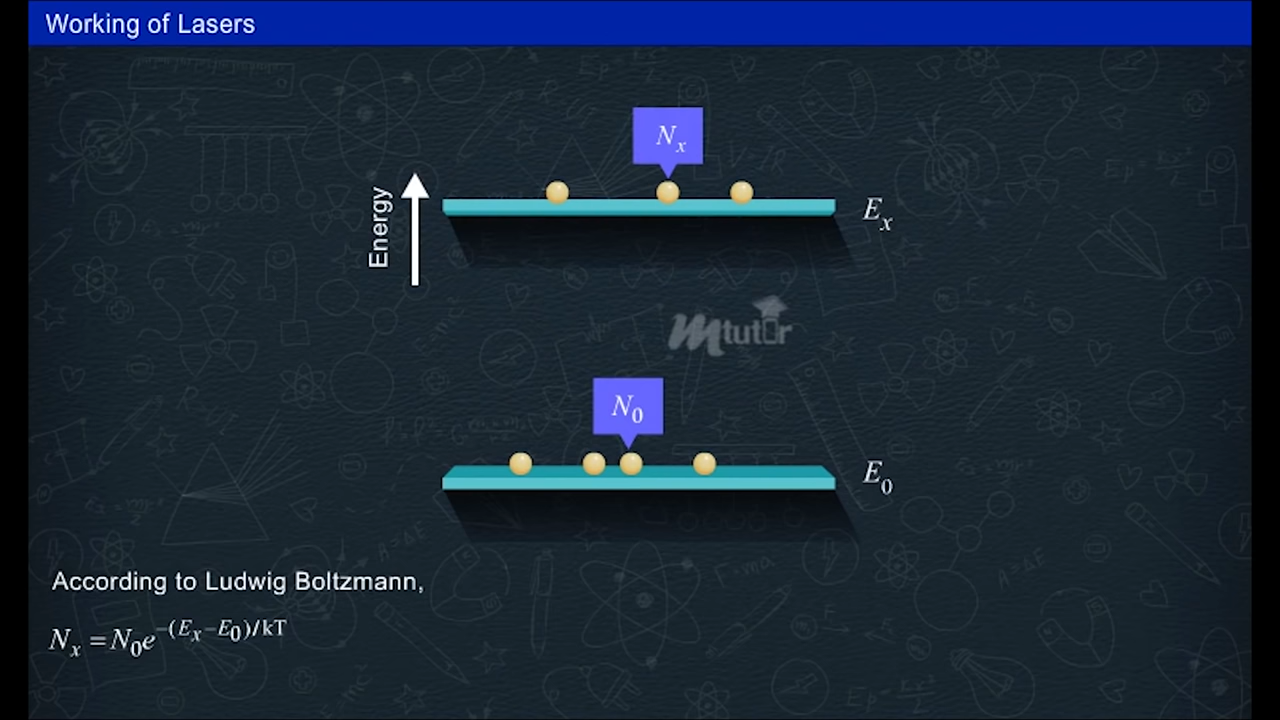 Working of Lasers
Nₓ
Energy
Eₓ
mtutor
N₀
E₀
According to Ludwig Boltzmann,
Nₓ = N₀e^–(Eₓ – E₀)/kT